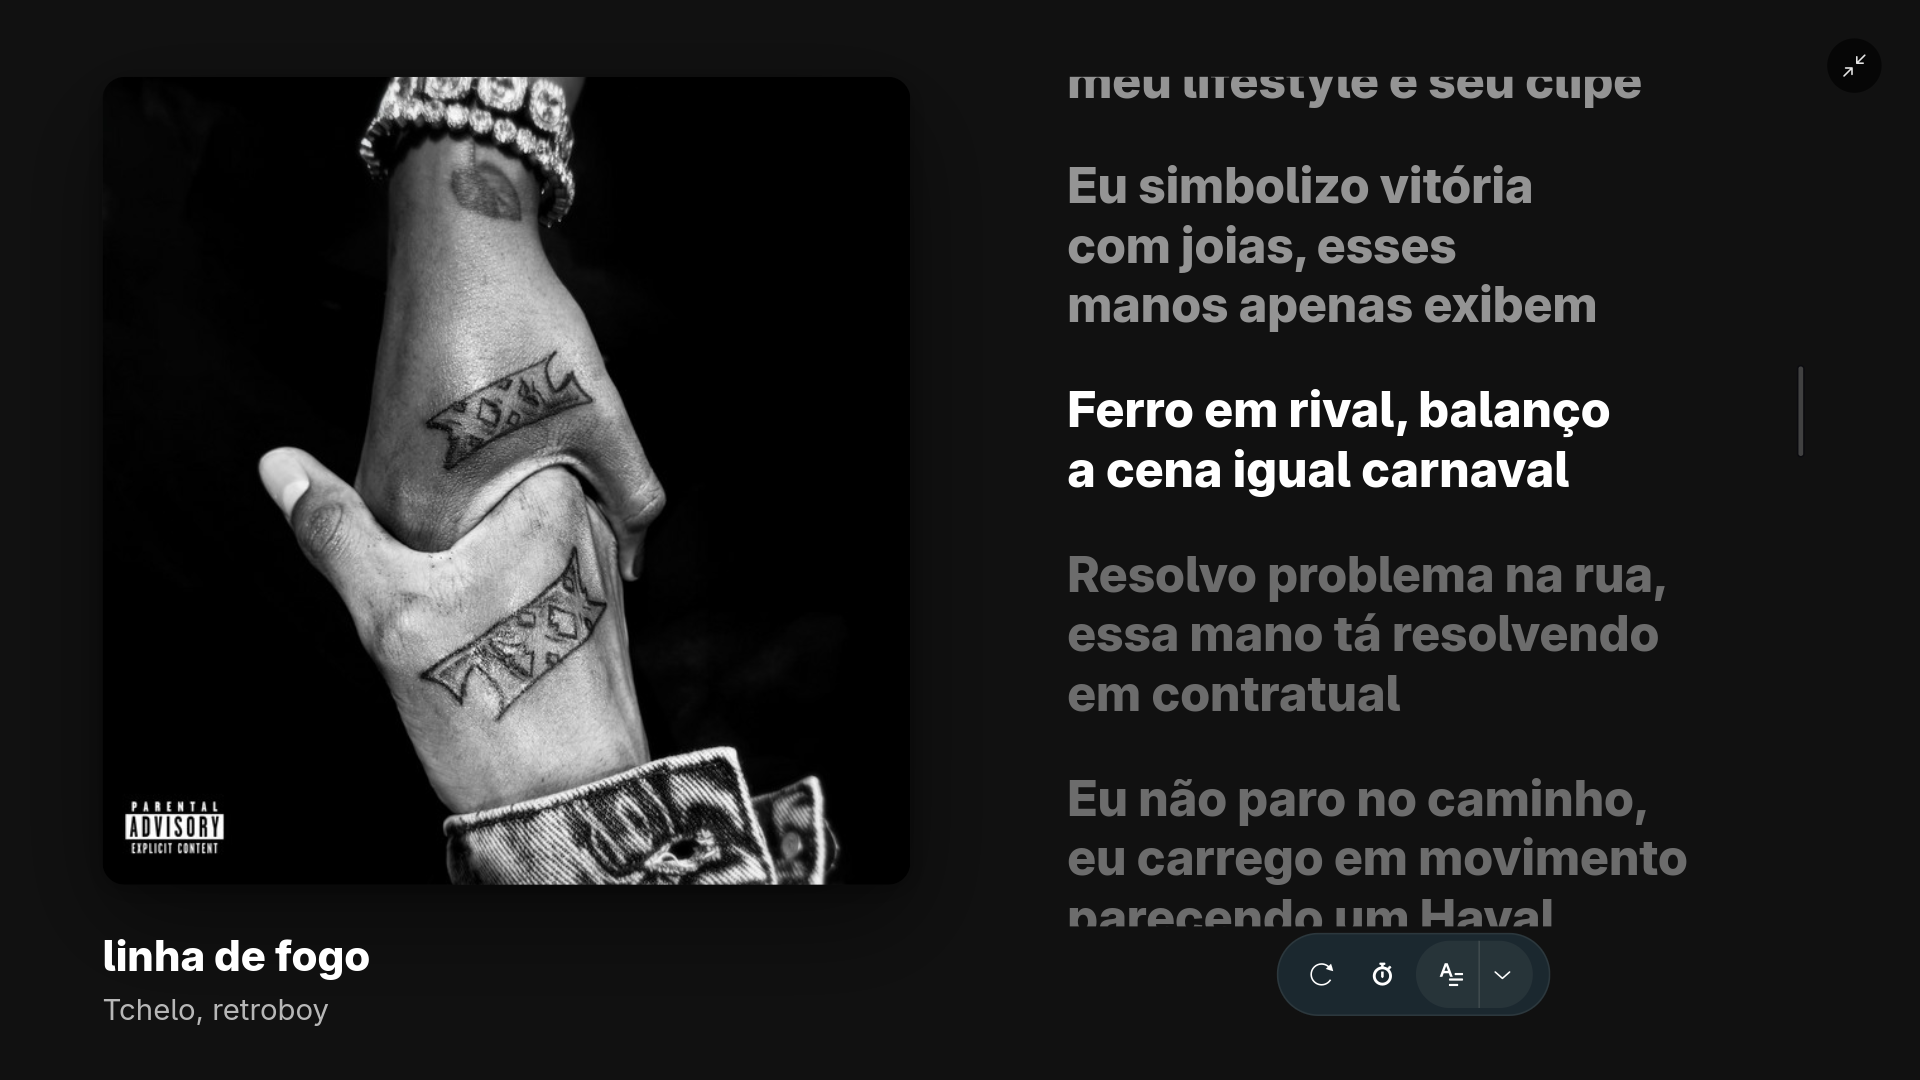 meu lifestyle é seu clipe
Eu simbolizo vitória
com joias, esses
manos apenas exibem
Ferro em rival, balanço
a cena igual carnaval
Resolvo problema na rua,
essa mano tá resolvendo
em contratual
Eu não paro no caminho,
eu carrego em movimento
parecendo um Haval
PARENTAL
ADVISORY
EXPLICIT CONTENT
linha de fogo
Tchelo, retroboy